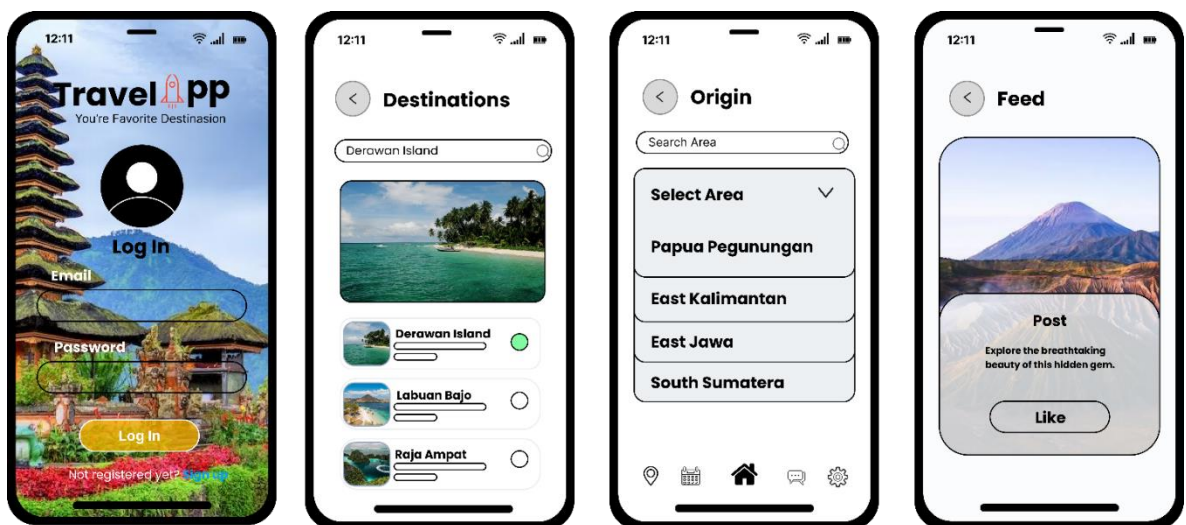 12:11
Travel App
You're Favorite Destinasion
Log In
Email
Password
Log In
Not registered yet? Sign Up
12:11
Destinations
Derawan Island
Derawan Island
Labuan Bajo
Raja Ampat
12:11
Origin
Search Area
Select Area
Papua Pegunungan
East Kalimantan
East Jawa
South Sumatera
12:11
Feed
Post
Explore the breathtaking
beauty of this hidden gem.
Like